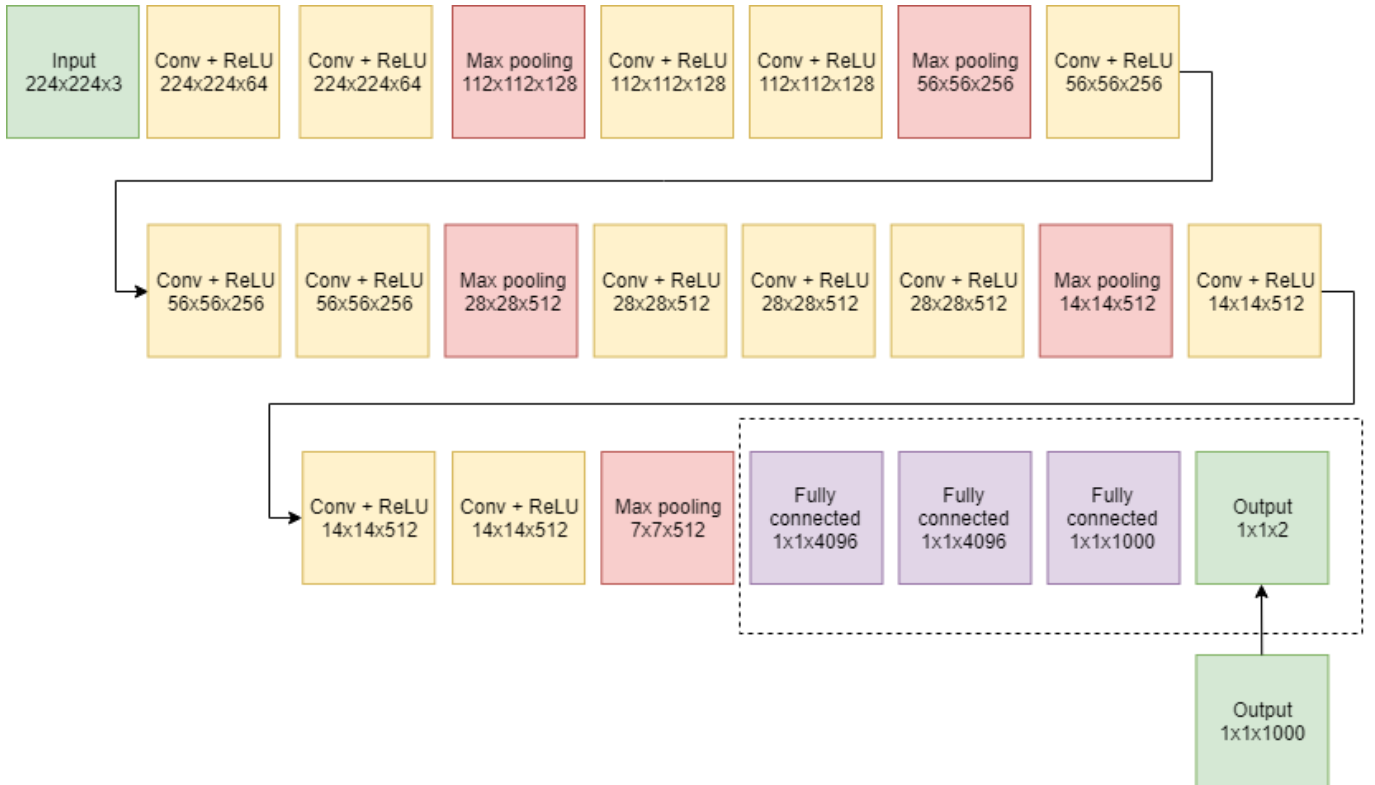 Input
224x224x3
Conv + ReLU
224x224x64
Conv + ReLU
224x224x64
Max pooling
112x112x128
Conv + ReLU
112x112x128
Conv + ReLU
112x112x128
Max pooling
56x56x256
Conv + ReLU
56x56x256
Conv + ReLU
56x56x256
Conv + ReLU
56x56x256
Max pooling
28x28x512
Conv + ReLU
28x28x512
Conv + ReLU
28x28x512
Conv + ReLU
28x28x512
Max pooling
14x14x512
Conv + ReLU
14x14x512
Conv + ReLU
14x14x512
Conv + ReLU
14x14x512
Max pooling
7x7x512
Fully
connected
1x1x4096
Fully
connected
1x1x4096
Fully
connected
1x1x1000
Output
1x1x2
Output
1x1x1000